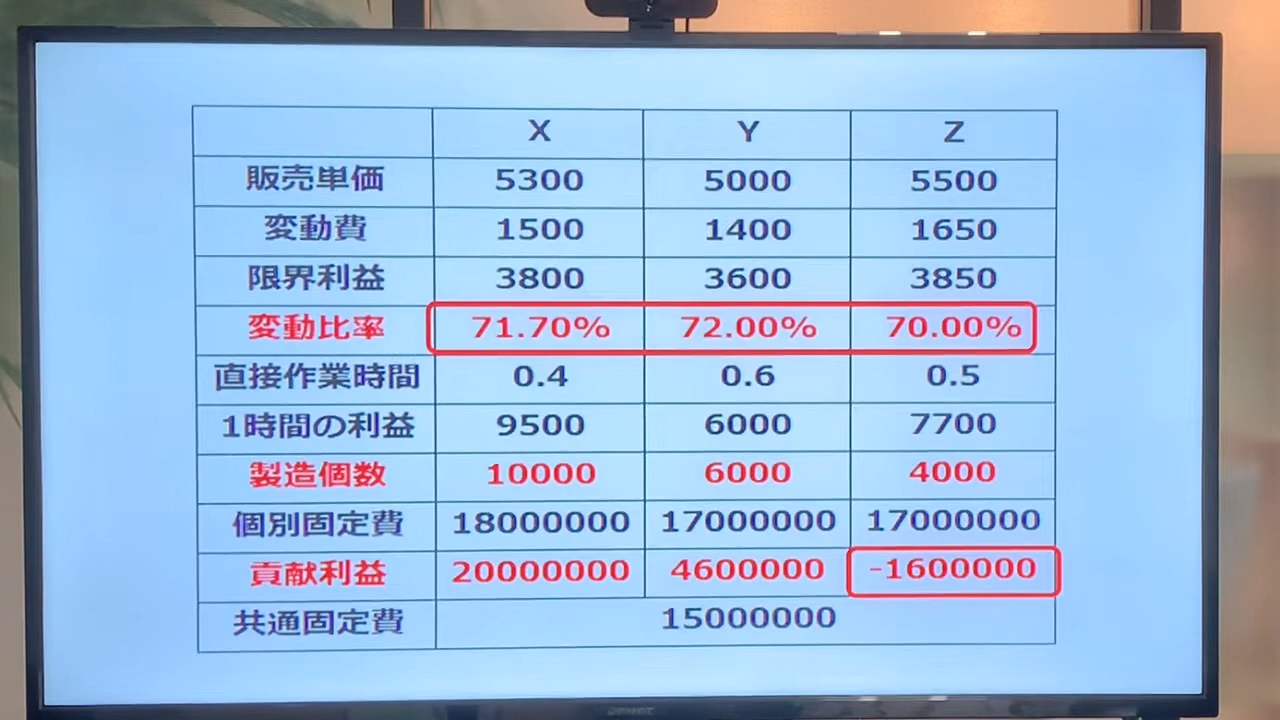 X Y Z
販売単価 5300 5000 5500
変動費 1500 1400 1650
限界利益 3800 3600 3850
変動比率 71.70% 72.00% 70.00%
直接作業時間 0.4 0.6 0.5
1時間の利益 9500 6000 7700
製造個数 10000 6000 4000
個別固定費 18000000 17000000 17000000
貢献利益 20000000 4600000 -1600000
共通固定費 15000000